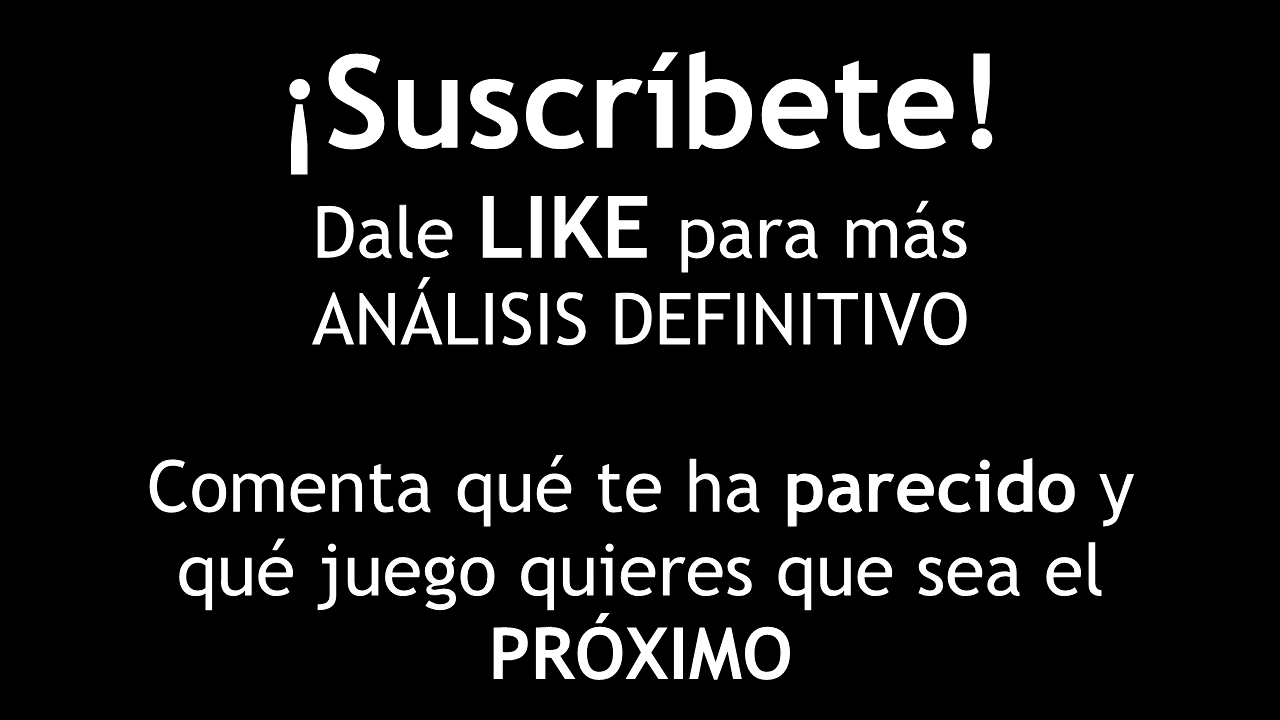 ¡Suscríbete!
Dale LIKE para más
ANÁLISIS DEFINITIVO
Comenta qué te ha parecido y
qué juego quieres que sea el
PRÓXIMO